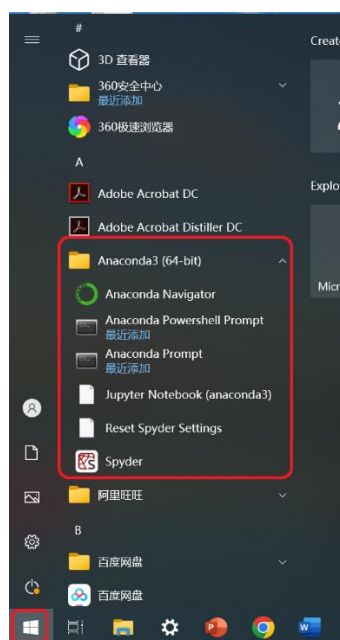 #
Creat
3D 查看器
360安全中心
最近添加
360极速浏览器
A
Explo
Adobe Acrobat DC
Adobe Acrobat Distiller DC
Anaconda3 (64-bit)
Micr
Anaconda Navigator
Anaconda Powershell Prompt
最近添加
Anaconda Prompt
最近添加
Jupyter Notebook (anaconda3)
Reset Spyder Settings
Spyder
阿里旺旺
B
百度网盘
百度网盘